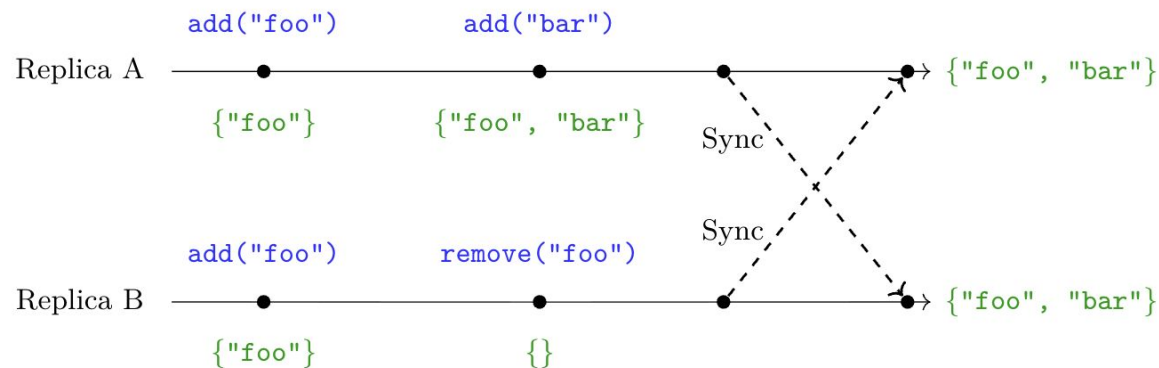 add("foo") add("bar")
Replica A {"foo", "bar"}
{"foo"} {"foo", "bar"}
Sync
Sync
add("foo") remove("foo")
Replica B {"foo", "bar"}
{"foo"} {}